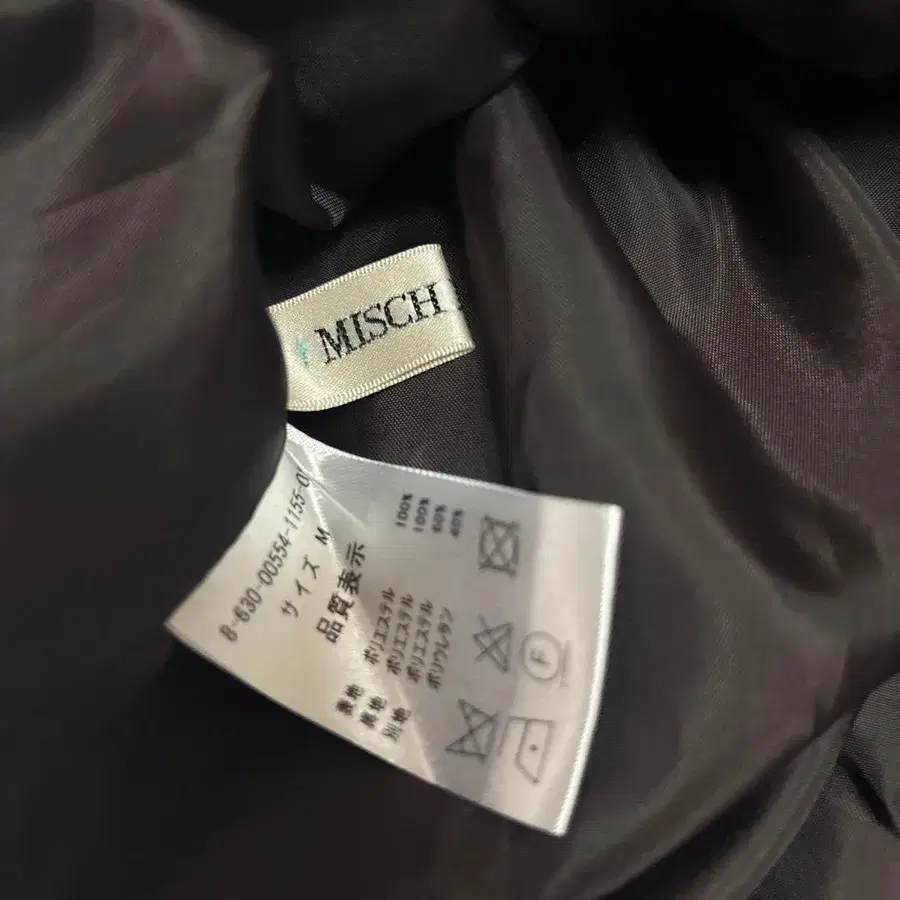 MISCH
B-630-00554-1155-0
サイズ M
品質表示
表地 ポリエステル 100%
裏地 ポリエステル 100%
別地 ポリエステル 60%
ポリウレタン 40%
F